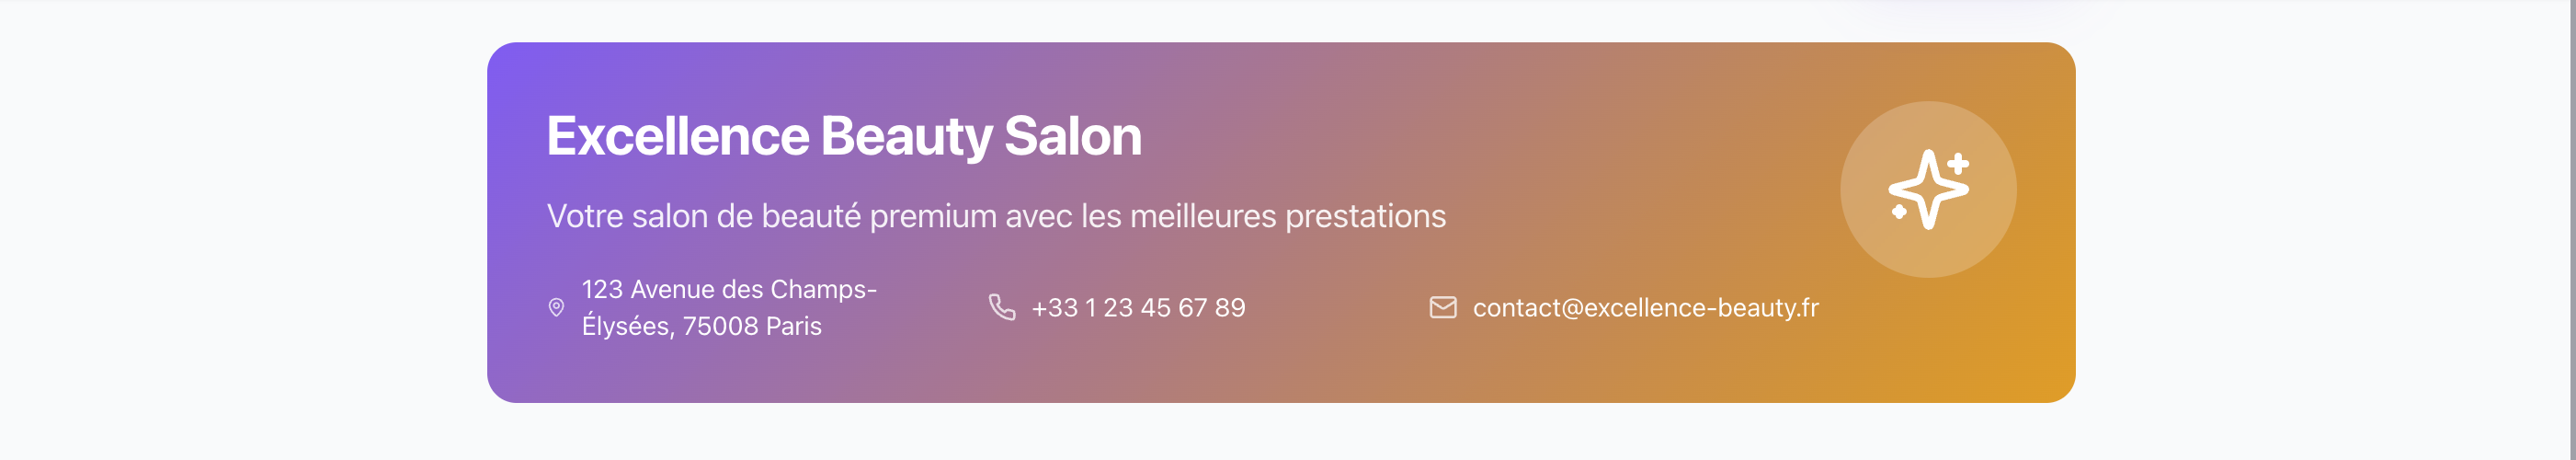 Excellence Beauty Salon
Votre salon de beauté premium avec les meilleures prestations
123 Avenue des Champs-
Élysées, 75008 Paris
+33 1 23 45 67 89
contact@excellence-beauty.fr